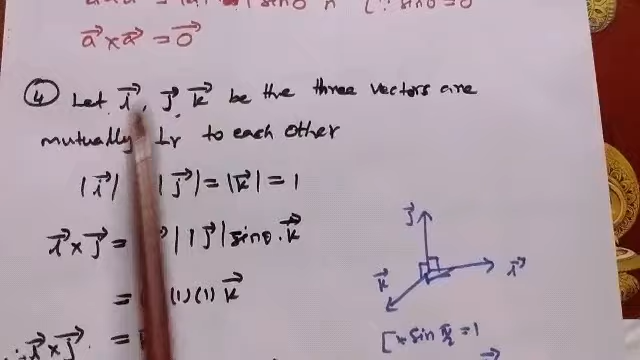 a⃗ x a⃗ = 0⃗
④ Let i⃗, j⃗ k⃗ be the three vectors are
mutually Lr to each other
|i⃗| |j⃗| = |k⃗| = 1
i⃗ x j⃗ = | |j⃗| sinθ . k⃗
= (1)(1) k⃗
i⃗ x j⃗ =
j⃗
k⃗
i⃗
[∵ sin π/2 = 1